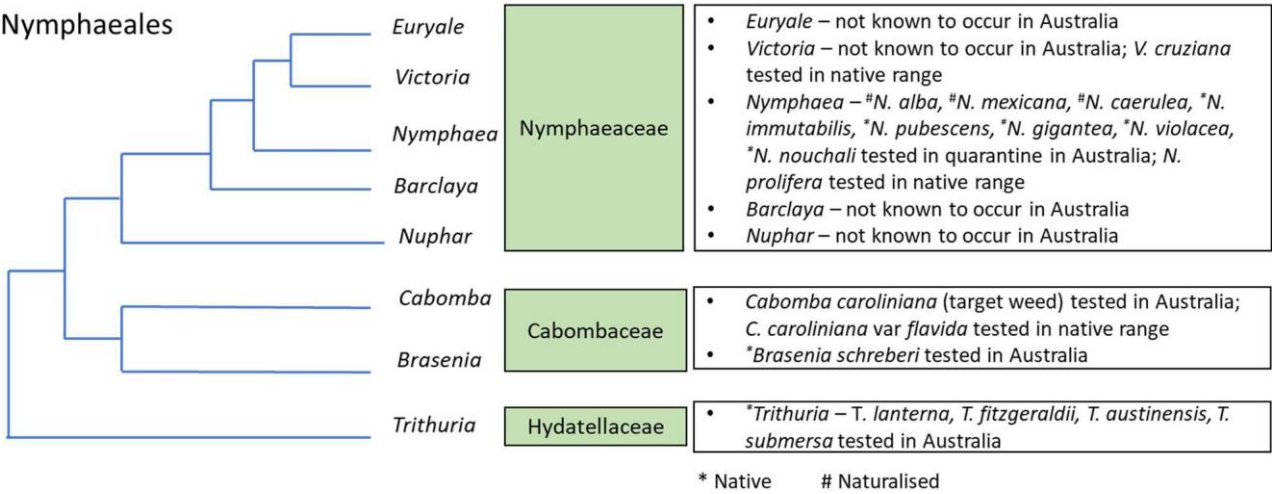 Nymphaeales
Euryale
Victoria
Nymphaea
Barclaya
Nuphar
Cabomba
Brasenia
Trithuria
Nymphaeaceae
Cabombaceae
Hydatellaceae
• Euryale – not known to occur in Australia
• Victoria – not known to occur in Australia; V. cruziana
tested in native range
• Nymphaea – #N. alba, #N. mexicana, #N. caerulea, *N.
immutabilis, *N. pubescens, *N. gigantea, *N. violacea,
*N. nouchali tested in quarantine in Australia; N.
prolifera tested in native range
• Barclaya – not known to occur in Australia
• Nuphar – not known to occur in Australia
• Cabomba caroliniana (target weed) tested in Australia;
C. caroliniana var flavida tested in native range
• *Brasenia schreberi tested in Australia
• *Trithuria – T. lanterna, T. fitzgeraldii, T. austinensis, T.
submersa tested in Australia
* Native # Naturalised